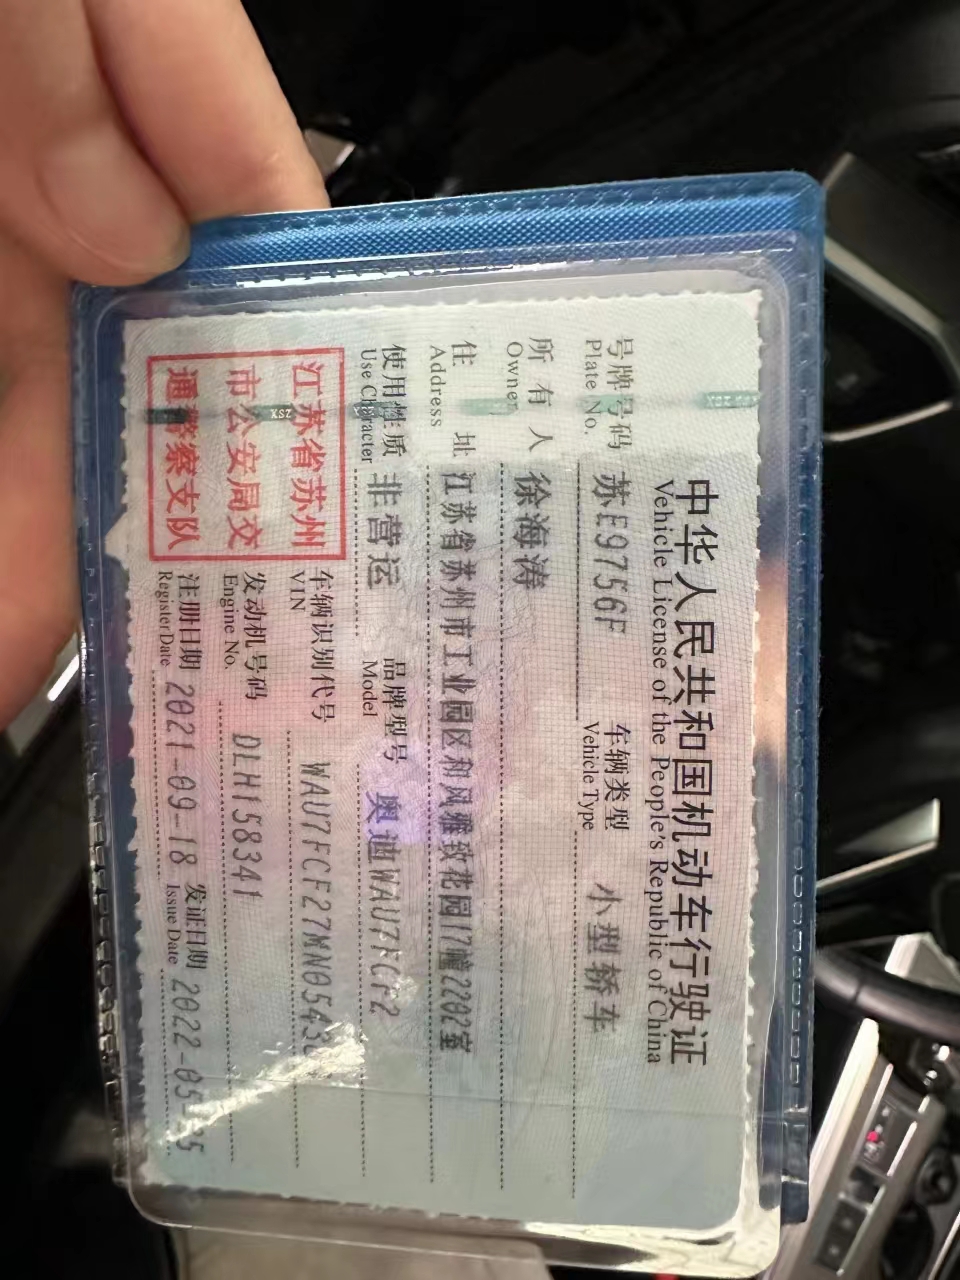 中华人民共和国机动车行驶证
Vehicle License of the People's Republic of China
号牌号码 苏E9756F 车辆类型 小型轿车
Plate No. Vehicle Type
所有人 徐海涛
Owner
住址 江苏省苏州市工业园区和风雅致花园17幢2202室
Address
使用性质 非营运 品牌型号 奥迪WAU7FCF2
Use Character Model
江苏省苏州
市公安局交
通警察支队
车辆识别代号
VIN
发动机号码 DLH158341
Engine No.
注册日期 2021-09-18 发证日期
Register Date Issue Date